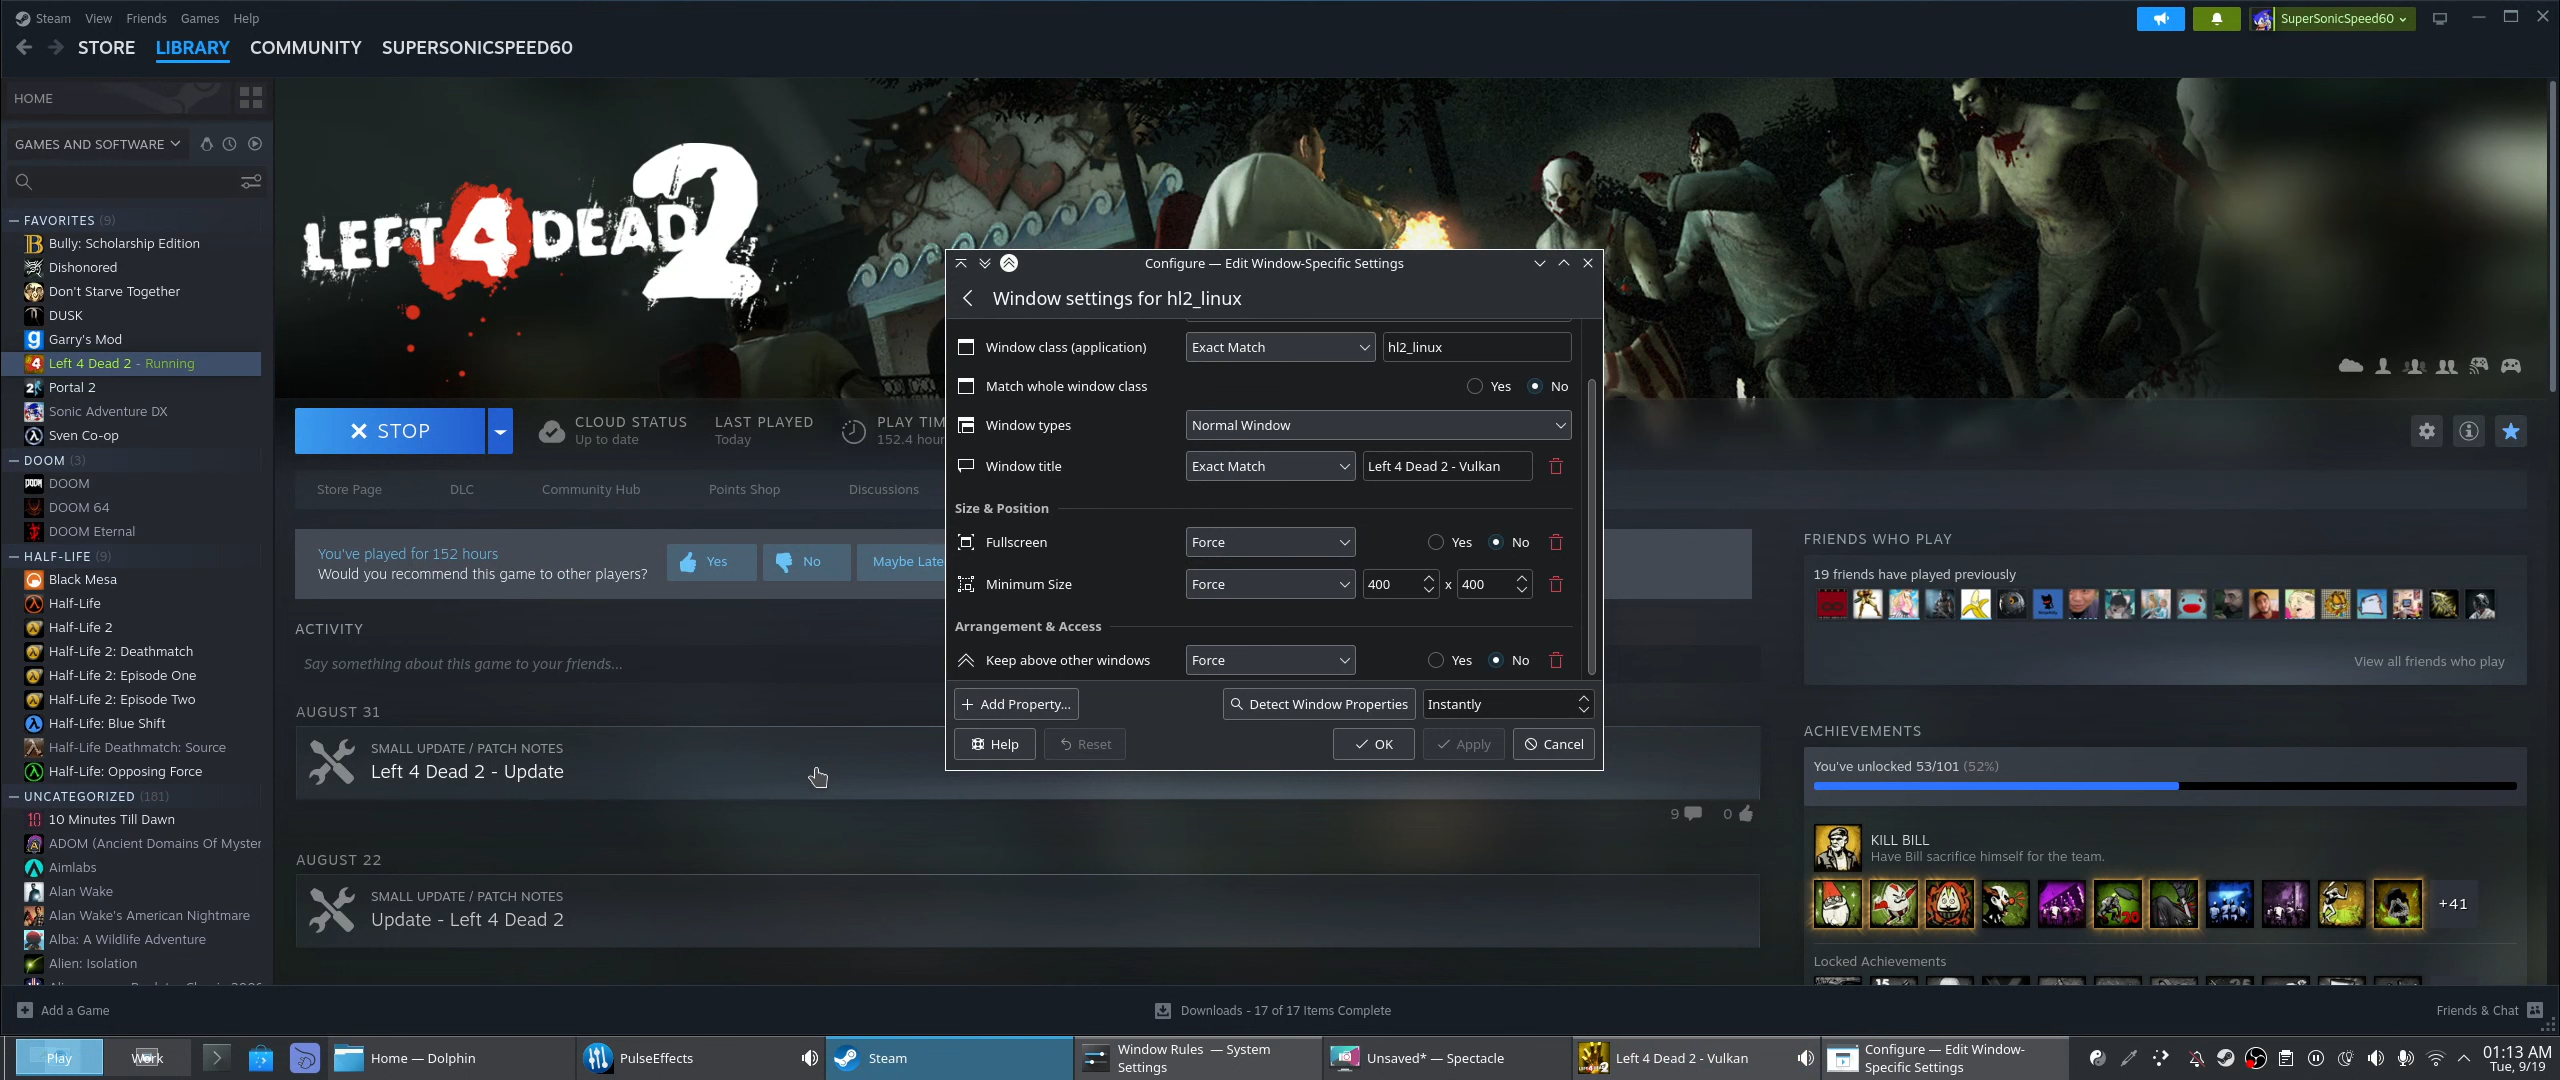 Steam View Friends Games Help
SuperSonicSpeed60
STORE LIBRARY COMMUNITY SUPERSONICSPEED60
HOME
GAMES AND SOFTWARE
FAVORITES (9)
Bully: Scholarship Edition
Dishonored
Don't Starve Together
DUSK
Garry's Mod
Left 4 Dead 2 - Running
Portal 2
Sonic Adventure DX
Sven Co-op
DOOM (3)
DOOM
DOOM 64
DOOM Eternal
HALF-LIFE (9)
Black Mesa
Half-Life
Half-Life 2
Half-Life 2: Deathmatch
Half-Life 2: Episode One
Half-Life 2: Episode Two
Half-Life: Blue Shift
Half-Life Deathmatch: Source
Half-Life: Opposing Force
UNCATEGORIZED (181)
10 Minutes Till Dawn
ADOM (Ancient Domains Of Myster
Aimlabs
Alan Wake
Alan Wake's American Nightmare
Alba: A Wildlife Adventure
Alien: Isolation
Add a Game
LEFT 4 DEAD 2
STOP
CLOUD STATUS
Up to date
LAST PLAYED
Today
PLAY TIM
152.4 hour
Store Page DLC Community Hub Points Shop Discussions
You've played for 152 hours
Would you recommend this game to other players?
Yes No Maybe Late
ACTIVITY
Say something about this game to your friends...
AUGUST 31
SMALL UPDATE / PATCH NOTES
Left 4 Dead 2 - Update
9 0
AUGUST 22
SMALL UPDATE / PATCH NOTES
Update - Left 4 Dead 2
Configure — Edit Window-Specific Settings
Window settings for hl2_linux
Window class (application) Exact Match hl2_linux
Match whole window class Yes No
Window types Normal Window
Window title Exact Match Left 4 Dead 2 - Vulkan
Size & Position
Fullscreen Force Yes No
Minimum Size Force 400 x 400
Arrangement & Access
Keep above other windows Force Yes No
Add Property... Detect Window Properties Instantly
Help Reset OK Apply Cancel
FRIENDS WHO PLAY
19 friends have played previously
View all friends who play
ACHIEVEMENTS
You've unlocked 53/101 (52%)
KILL BILL
Have Bill sacrifice himself for the team.
+41
Locked Achievements
Downloads - 17 of 17 Items Complete
Friends & Chat
Play Work
Home — Dolphin
PulseEffects
Steam
Window Rules — System
Settings
Unsaved* — Spectacle
Left 4 Dead 2 - Vulkan
Configure — Edit Window-
Specific Settings
01:13 AM
Tue, 9/19